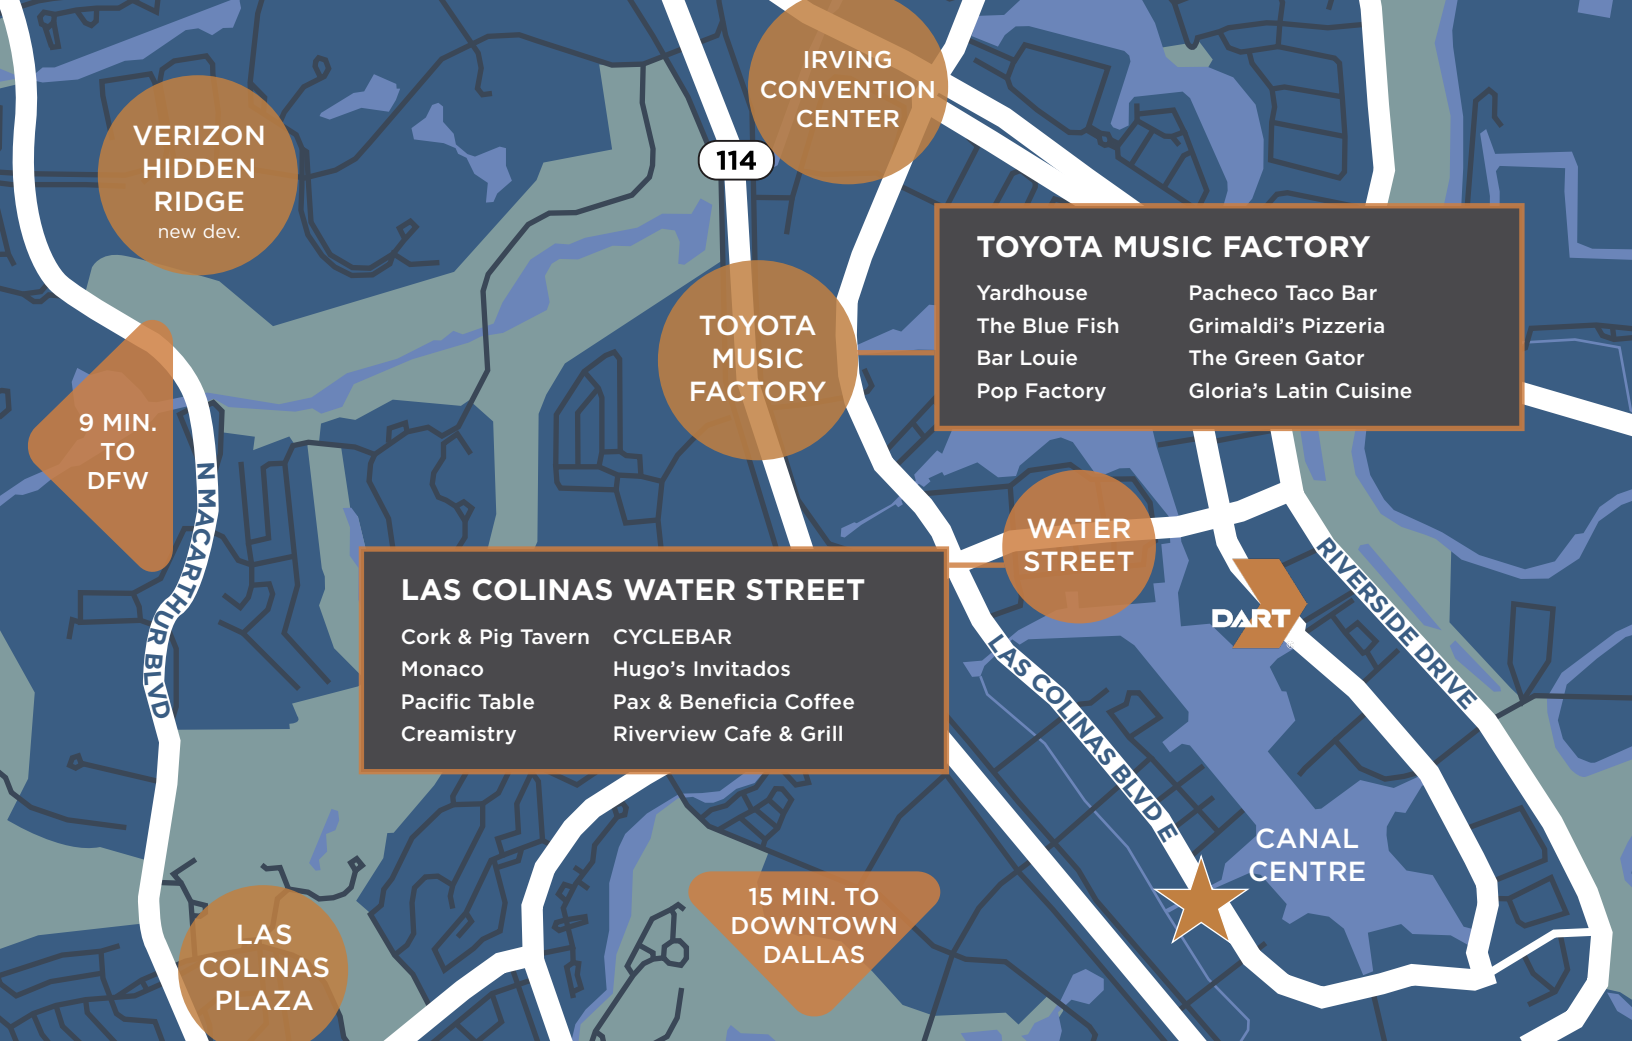 IRVING
CONVENTION
CENTER
VERIZON
HIDDEN
RIDGE
new dev.
114
TOYOTA MUSIC FACTORY
Yardhouse
The Blue Fish
Bar Louie
Pop Factory
Pacheco Taco Bar
Grimaldi’s Pizzeria
The Green Gator
Gloria’s Latin Cuisine
TOYOTA
MUSIC
FACTORY
9 MIN.
TO
DFW
N MACARTHUR BLVD
WATER
STREET
LAS COLINAS WATER STREET
Cork & Pig Tavern
Monaco
Pacific Table
Creamistry
CYCLEBAR
Hugo’s Invitados
Pax & Beneficia Coffee
Riverview Cafe & Grill
DART
RIVERSIDE DRIVE
LAS COLINAS BLVD E
CANAL
CENTRE
15 MIN. TO
DOWNTOWN
DALLAS
LAS
COLINAS
PLAZA